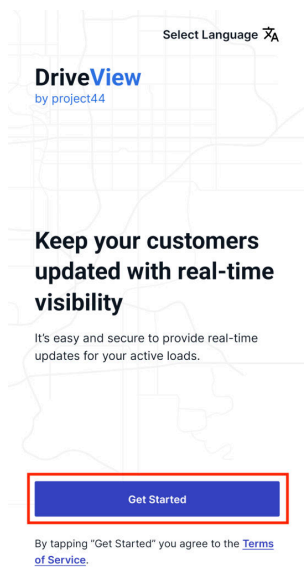 Select Language
DriveView
by project44
Keep your customers
updated with real-time
visibility
It's easy and secure to provide real-time
updates for your active loads.
Get Started
By tapping "Get Started" you agree to the Terms
of Service.